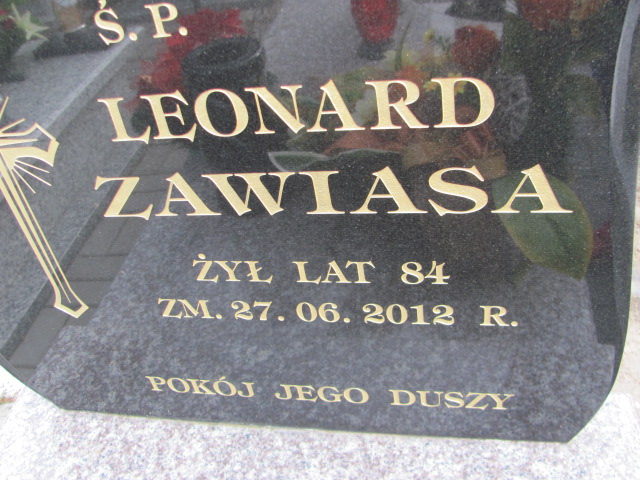 Ś.P.
LEONARD
ZAWIASA
ŻYŁ LAT 84
ZM. 27.06.2012 R.
POKÓJ JEGO DUSZY